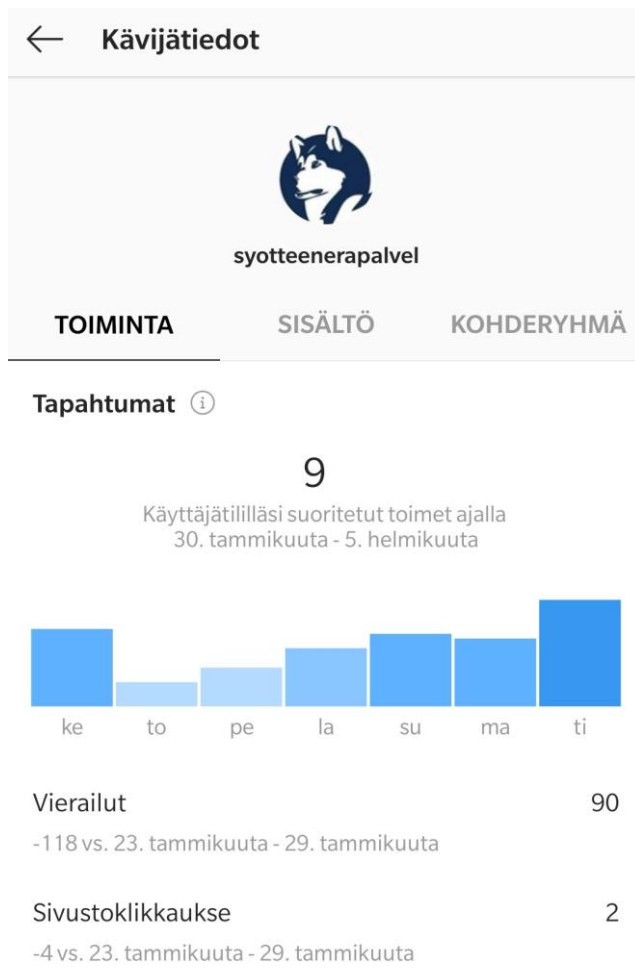 Kävijätiedot
syotteenerapalvel
TOIMINTA SISÄLTÖ KOHDERYHMÄ
Tapahtumat
9
Käyttäjätililläsi suoritetut toimet ajalla
30. tammikuuta - 5. helmikuuta
ke to pe la su ma ti
Vierailut 90
-118 vs. 23. tammikuuta - 29. tammikuuta
Sivustoklikkaukse 2
-4 vs. 23. tammikuuta - 29. tammikuuta